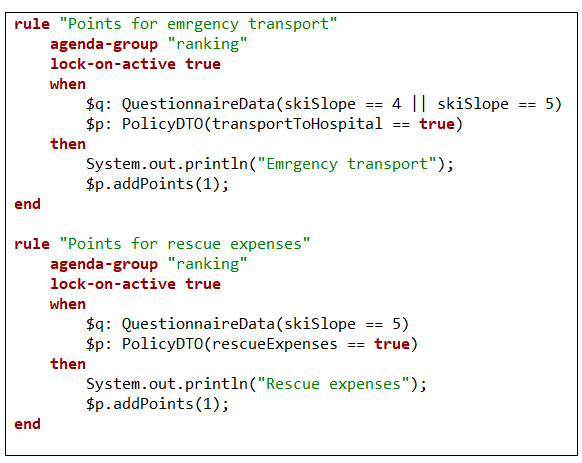 rule "Points for emrgency transport"
    agenda-group "ranking"
    lock-on-active true
    when
        $q: QuestionnaireData(skiSlope == 4 || skiSlope == 5)
        $p: PolicyDTO(transportToHospital == true)
    then
        System.out.println("Emrgency transport");
        $p.addPoints(1);
end

rule "Points for rescue expenses"
    agenda-group "ranking"
    lock-on-active true
    when
        $q: QuestionnaireData(skiSlope == 5)
        $p: PolicyDTO(rescueExpenses == true)
    then
        System.out.println("Rescue expenses");
        $p.addPoints(1);
end